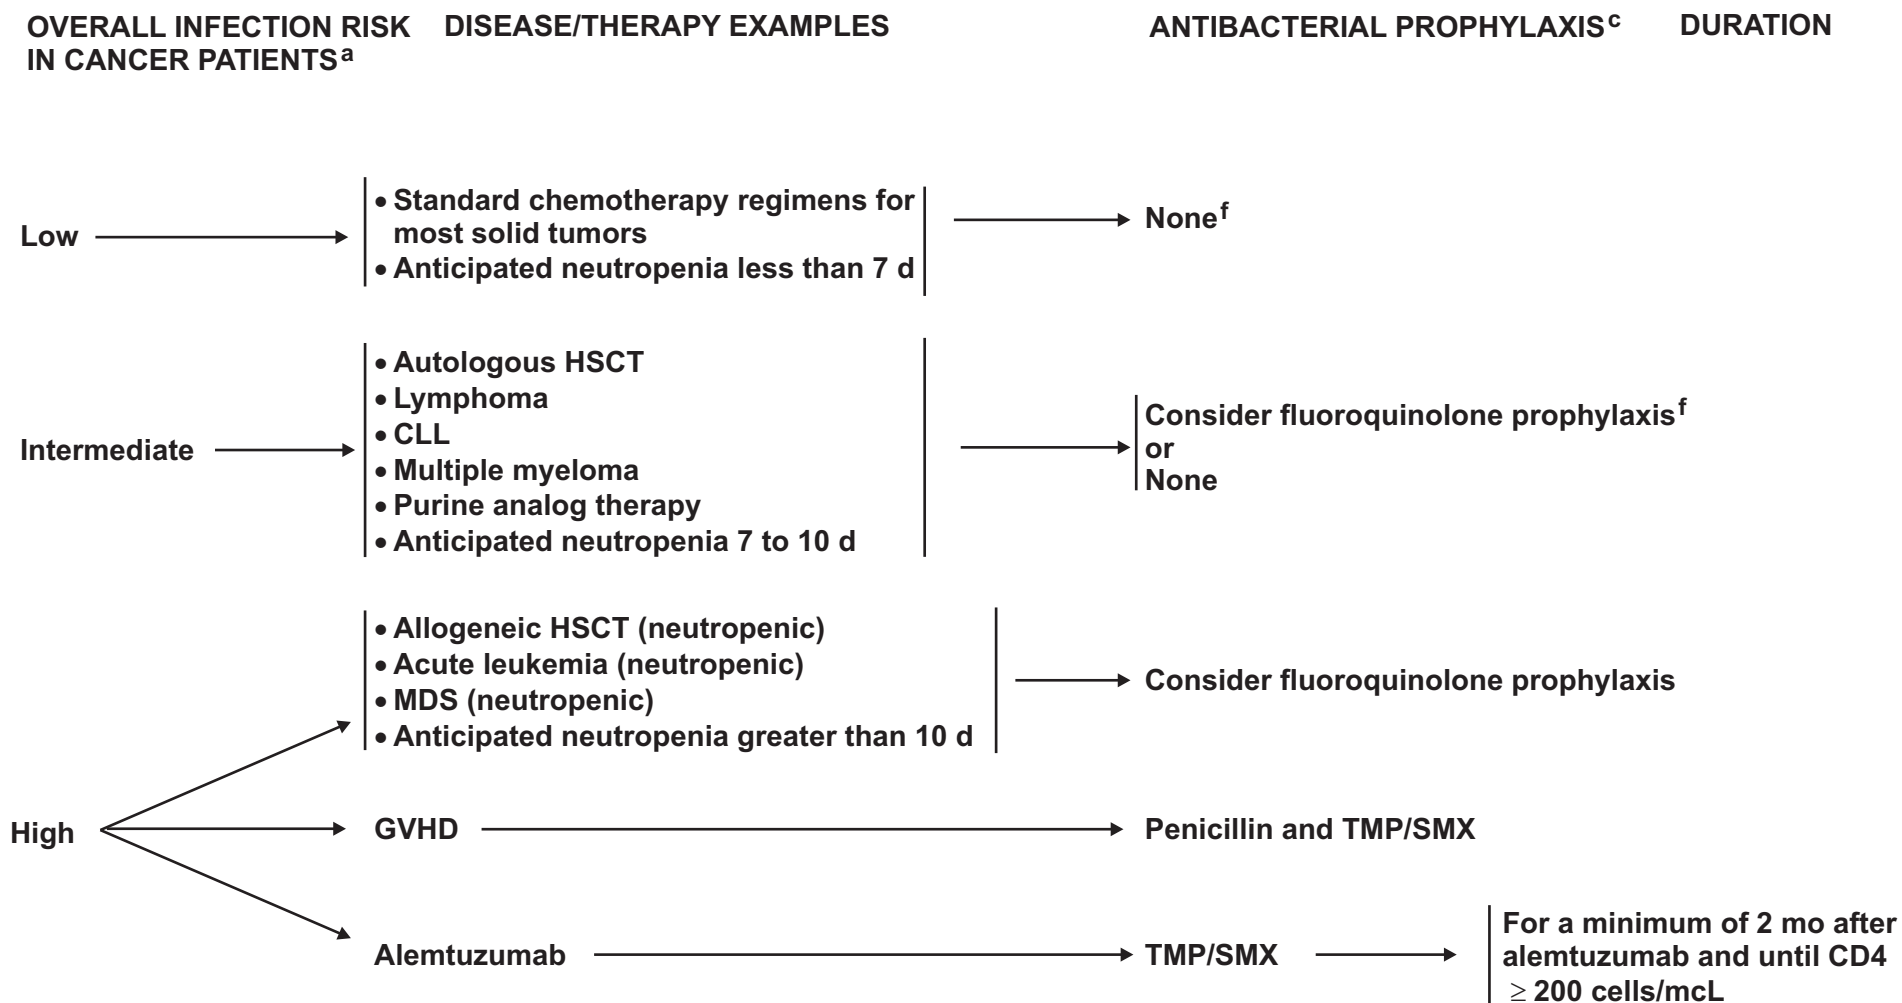 OVERALL INFECTION RISK IN CANCER PATIENTSa
DISEASE/THERAPY EXAMPLES
ANTIBACTERIAL PROPHYLAXISc
DURATION
Low
• Standard chemotherapy regimens for
most solid tumors
• Anticipated neutropenia less than 7 d
Nonef
Intermediate
• Autologous HSCT
• Lymphoma
• CLL
• Multiple myeloma
• Purine analog therapy
• Anticipated neutropenia 7 to 10 d
Consider fluoroquinolone prophylaxisf
or
None
High
• Allogeneic HSCT (neutropenic)
• Acute leukemia (neutropenic)
• MDS (neutropenic)
• Anticipated neutropenia greater than 10 d
Consider fluoroquinolone prophylaxis
GVHD
Penicillin and TMP/SMX
Alemtuzumab
TMP/SMX
For a minimum of 2 mo after
alemtuzumab and until CD4
≥ 200 cells/mcL